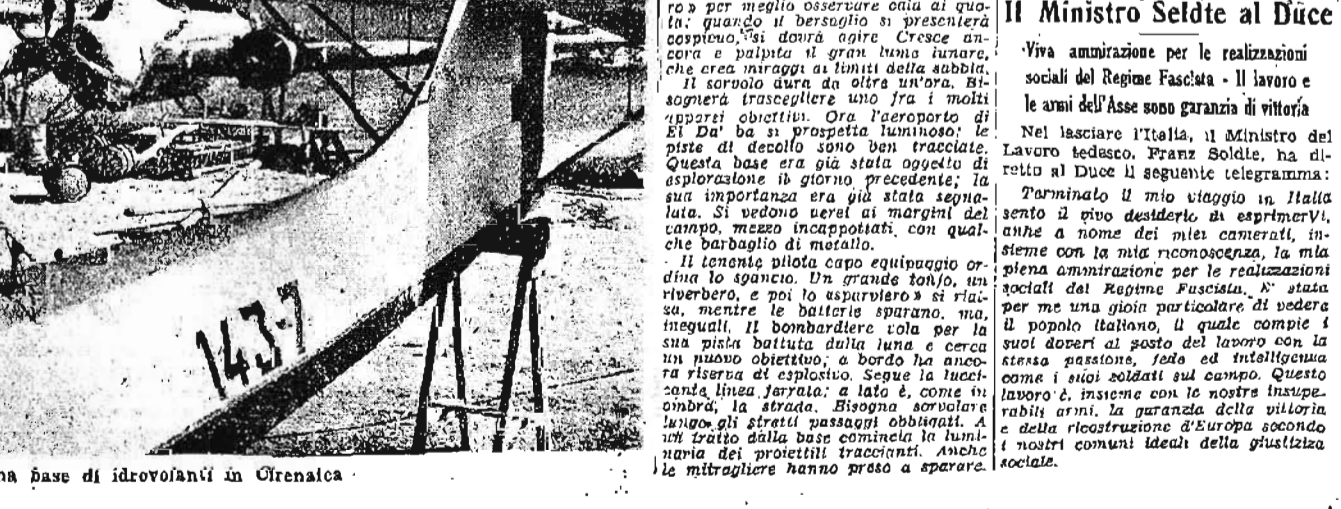 143-7
na base di idrovolanti in Cirenaica
ro» per meglio osservare cala di quo-
ta: quando il bersaglio si presenterà
cospicuo, si dovrà agire Cresce an-
cora e palpita il gran lume lunare,
che crea miraggi ai limiti della sabbia.
Il sorvolo dura da oltre un'ora. Bi-
sognerà trascegliere uno fra i molti
apparsi obiettivi. Ora l'aeroporto di
El Da' ba si prospetta luminoso; le
piste di decollo sono ben tracciate.
Questa base era già stata oggetto di
esplorazione il giorno precedente; la
sua importanza era già stata segna-
lata. Si vedono aerei ai margini del
campo, mezzo incappottati, con qual-
che barbaglio di metallo.
Il tenente pilota capo equipaggio or-
dina lo sgancio. Un grande tonfo, un
riverbero, e poi lo «sparviero» si rial-
za, mentre le batterie sparano, ma,
ineguali. Il bombardiere vola per la
sua pista battuta dalla luna e cerca
un nuovo obiettivo; a bordo ha anco-
ra riserva di esplosivo. Segue la lucci-
cante linea ferrata; a lato è, come in
ombra, la strada. Bisogna sorvolare
lungo gli stretti passaggi obbligati. A
un tratto dalla base comincia la lumi-
naria dei proiettili traccianti. Anche
le mitragliere hanno preso a sparare.
Il Ministro Seldte al Duce
Viva ammirazione per le realizzazioni
sociali del Regime Fascista - Il lavoro e
le armi dell'Asse sono garanzia di vittoria
Nel lasciare l'Italia, il Ministro del
Lavoro tedesco, Franz Soldte, ha di-
retto al Duce il seguente telegramma:
Terminato il mio viaggio in Italia
sento il vivo desiderio di esprimerVi,
anhe a nome dei miei camerati, in-
sieme con la mia riconoscenza, la mia
piena ammirazione per le realizzazioni
sociali del Regime Fascista. E' stata
per me una gioia particolare di vedere
il popolo italiano, il quale compie i
suoi doveri al posto del lavoro con la
stessa passione, fede ed intelligenza
come i suoi soldati sul campo. Questo
lavoro è, insieme con le nostre insupe-
rabili armi, la garanzia della vittoria
e della ricostruzione d'Europa secondo
i nostri comuni ideali della giustizia
sociale.